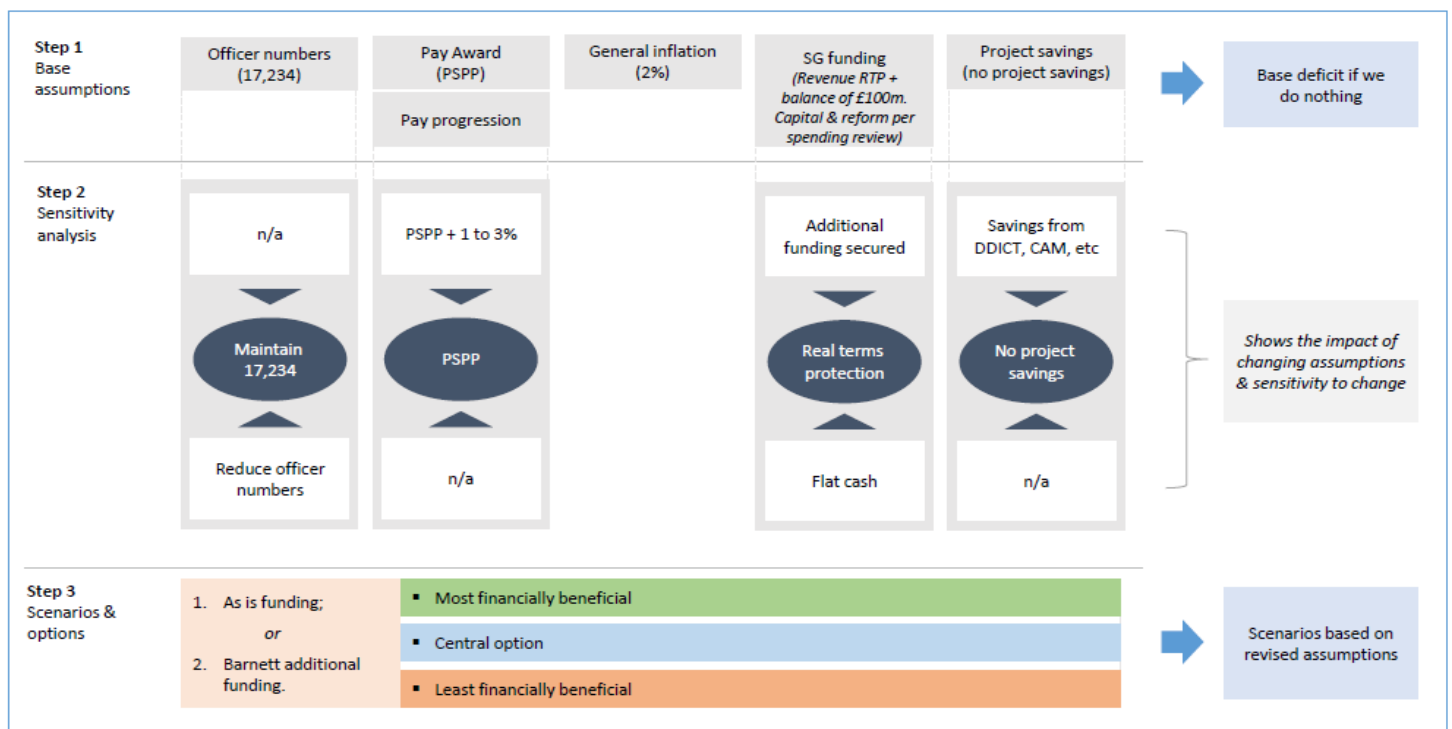 Step 1
Base
assumptions
Officer numbers
(17,234)
Pay Award
(PSPP)
Pay progression
General inflation
(2%)
SG funding
(Revenue RTP +
balance of £100m.
Capital & reform per
spending review)
Project savings
(no project savings)
Base deficit if we
do nothing
Step 2
Sensitivity
analysis
n/a
PSPP + 1 to 3%
Additional
funding secured
Savings from
DDICT, CAM, etc
Maintain
17,234
PSPP
Real terms
protection
No project
savings
Shows the impact of
changing assumptions
& sensitivity to change
Reduce officer
numbers
n/a
Flat cash
n/a
Step 3
Scenarios &
options
1. As is funding;
or
2. Barnett additional
funding.
▪ Most financially beneficial
▪ Central option
▪ Least financially beneficial
Scenarios based on
revised assumptions